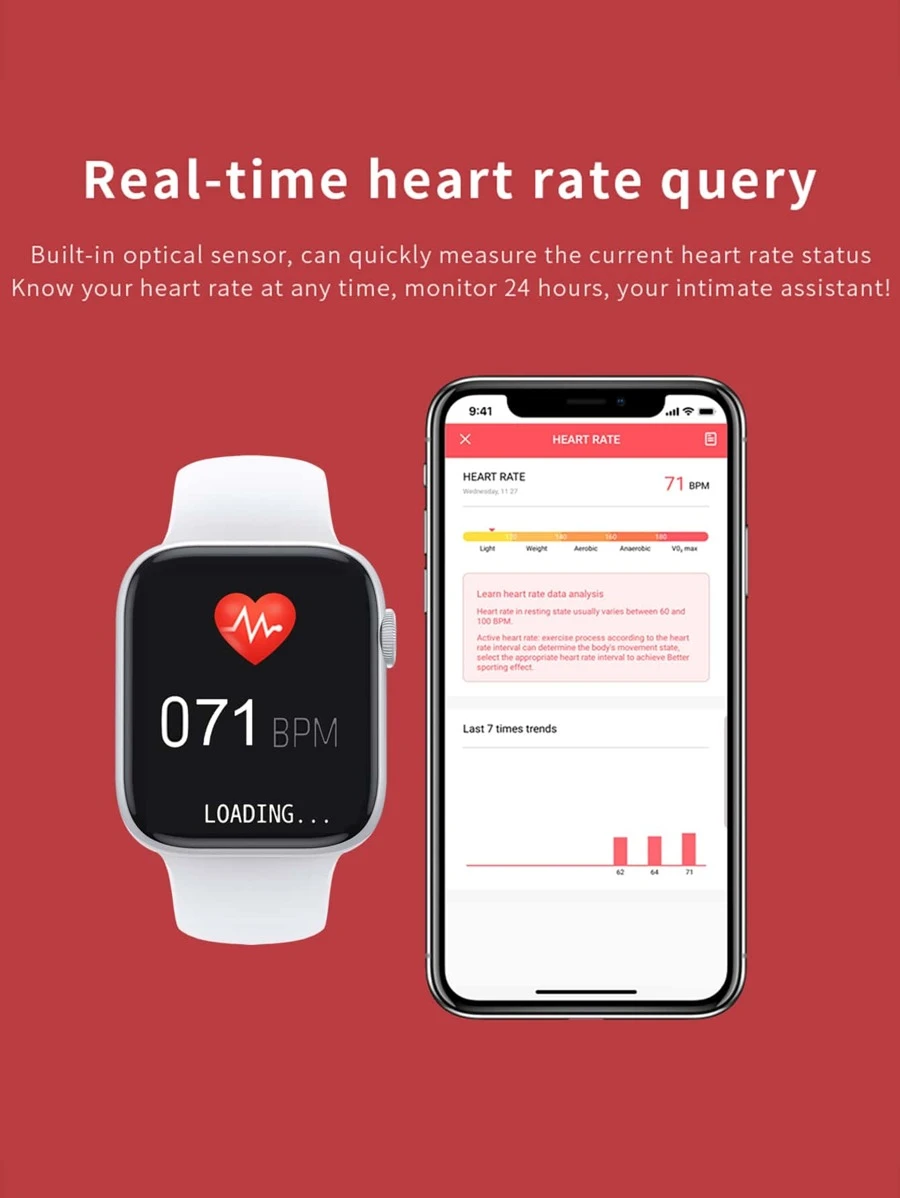 Real-time heart rate query
Built-in optical sensor, can quickly measure the current heart rate status
Know your heart rate at any time, monitor 24 hours, your intimate assistant!
071 BPM
LOADING...
9:41
HEART RATE
HEART RATE
71 BPM
Wednesday, 11 27
120 140 160 180
Light Weight Aerobic Anaerobic VO₂ max
Learn heart rate data analysis
Heart rate in resting state usually varies between 60 and
100 BPM.
Active heart rate: exercise process according to the heart
rate interval can determine the body's movement state,
select the appropriate heart rate interval to achieve Better
sporting effect.
Last 7 times trends
62 64 71